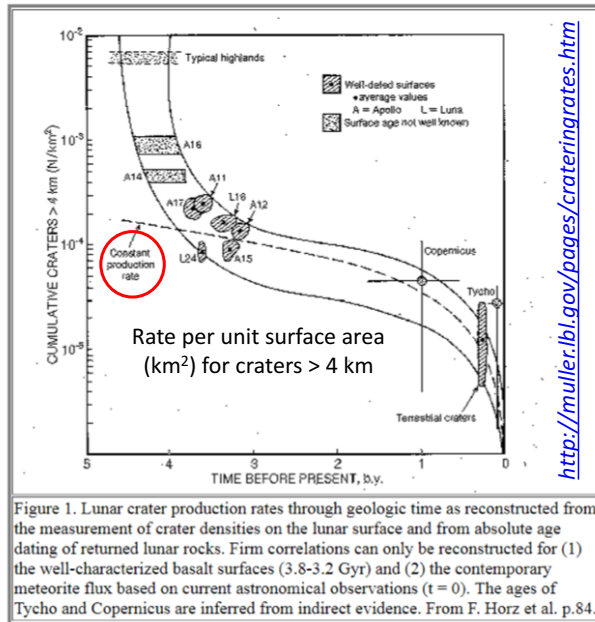 10-2
Typical highlands
Well-dated surfaces
• average values
A = Apollo L = Luna
Surface age not well known
10-3
A16
A14
A11
A17
L16
A12
10-4
Constant
production
rate
L24
A15
Copernicus
Tycho
10-5
Rate per unit surface area
(km²) for craters > 4 km
Terrestrial craters
CUMULATIVE CRATERS > 4 km (N/km²)
5
4
3
2
1
0
TIME BEFORE PRESENT, b.y.
http://muller.lbl.gov/pages/crateringrates.htm
Figure 1. Lunar crater production rates through geologic time as reconstructed from
the measurement of crater densities on the lunar surface and from absolute age
dating of returned lunar rocks. Firm correlations can only be reconstructed for (1)
the well-characterized basalt surfaces (3.8-3.2 Gyr) and (2) the contemporary
meteorite flux based on current astronomical observations (t = 0). The ages of
Tycho and Copernicus are inferred from indirect evidence. From F. Horz et al. p.84.